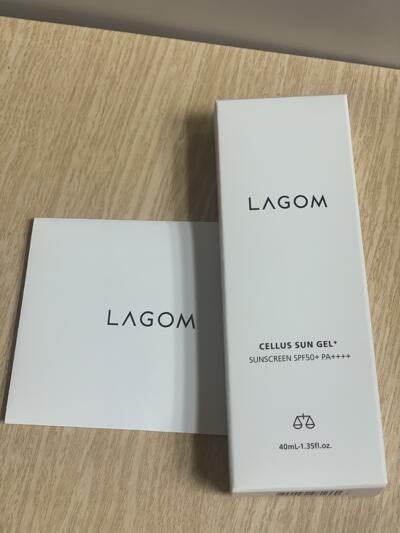 LAGOM
CELLUS SUN GEL+
SUNSCREEN SPF50+ PA++++
40mL-1.35fl.oz.
LAGOM